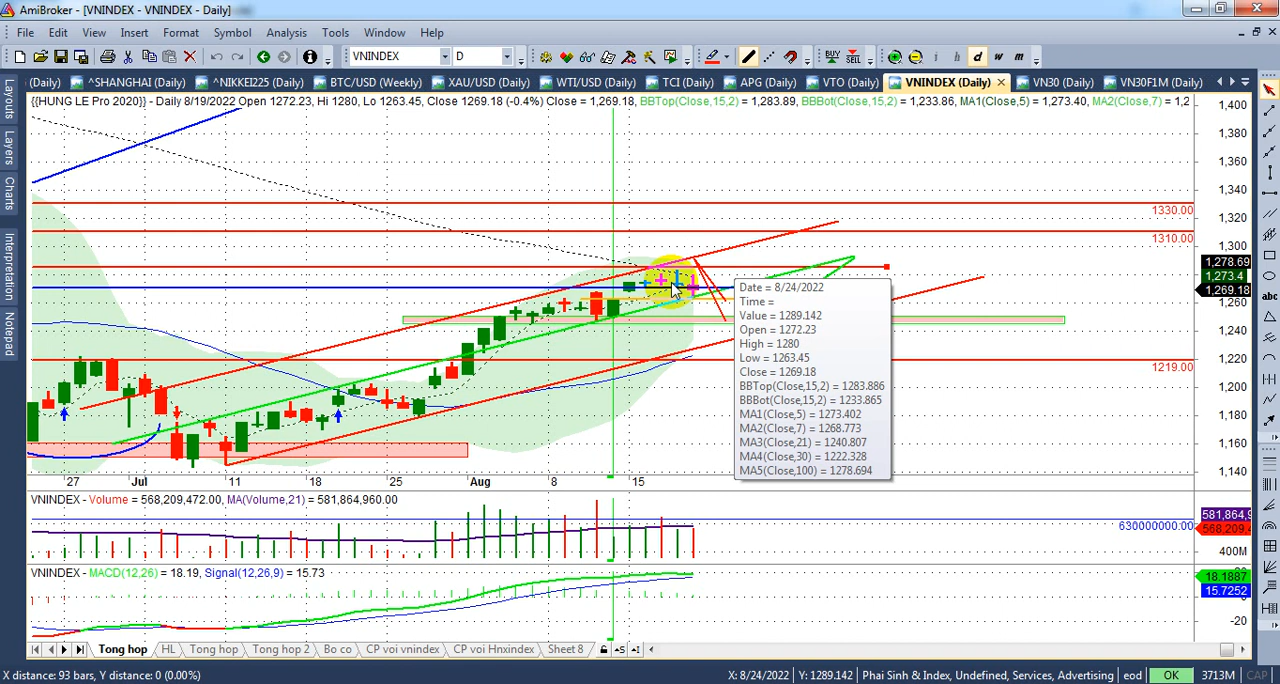 AmiBroker - [VNINDEX - VNINDEX - Daily]
File Edit View Insert Format Symbol Analysis Tools Window Help
VNINDEX D BUY SELL i h d w m
(Daily) ^SHANGHAI (Daily) ^NIKKEI225 (Daily) BTC/USD (Weekly) XAU/USD (Daily) WTI/USD (Daily) TCI (Daily) APG (Daily) VTO (Daily) VNINDEX (Daily) VN30 (Daily) VN30F1M (Daily)
{{HUNG LE Pro 2020}} - Daily 8/19/2022 Open 1272.23, Hi 1280, Lo 1263.45, Close 1269.18 (-0.4%) Close = 1,269.18, BBTop(Close,15,2) = 1,283.89, BBBot(Close,15,2) = 1,233.86, MA1(Close,5) = 1,273.40, MA2(Close,7) = 1,2
Layouts
Layers
Charts
Interpretation
Notepad
1,400
1,380
1,360
1,340
1,320
1,300
1,278.69
1,273.4
1,269.18
1,260
1,240
1,220
1,200
1,180
1,160
1,140
1330.00
1310.00
1219.00
abc
Date = 8/24/2022
Time =
Value = 1289.142
Open = 1272.23
High = 1280
Low = 1263.45
Close = 1269.18
BBTop(Close,15,2) = 1283.886
BBBot(Close,15,2) = 1233.865
MA1(Close,5) = 1273.402
MA2(Close,7) = 1268.773
MA3(Close,21) = 1240.807
MA4(Close,30) = 1222.328
MA5(Close,100) = 1278.694
27 Jul 11 18 25 Aug 8 15
VNINDEX - Volume = 568,209,472.00, MA(Volume,21) = 581,864,960.00
581,864,9
630000000.00
568,209,
400M
VNINDEX - MACD(12,26) = 18.19, Signal(12,26,9) = 15.73
18.1887
15.7252
-20
Tong hop HL Tong hop Tong hop 2 Bo co CP voi vnindex CP voi Hnxindex Sheet 8
X distance: 93 bars, Y distance: 0 (0.00%) X: 8/24/2022 Y: 1289.142 Phai Sinh & Index, Undefined, Services, Advertising eod OK 3713M CAP